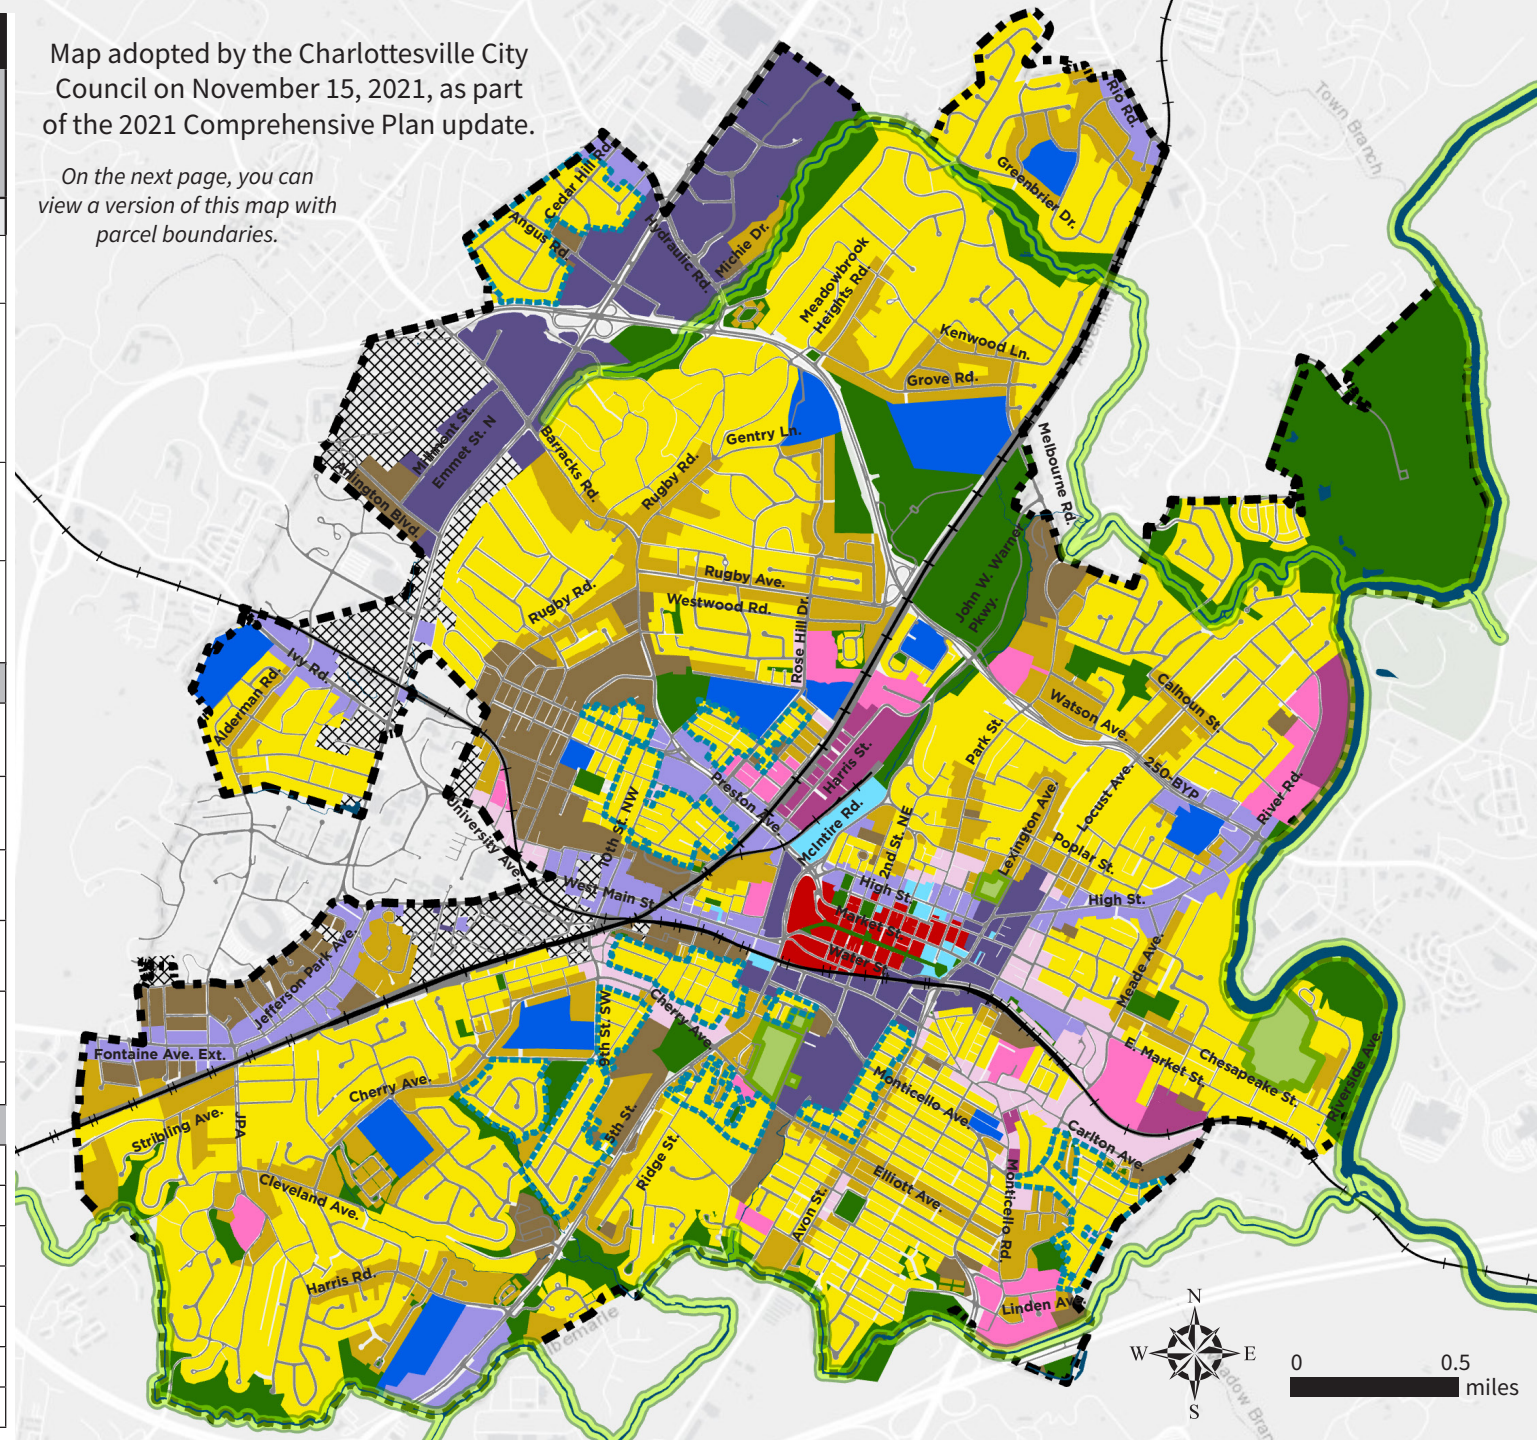 Map adopted by the Charlottesville City
Council on November 15, 2021, as part
of the 2021 Comprehensive Plan update.
On the next page, you can
view a version of this map with
parcel boundaries.
Town Branch
Rio Rd.
Cedar Hill Rd.
Angus Rd.
Hydraulic Rd.
Michie Dr.
Greenbrier Dr.
Meadowbrook
Heights Rd.
Kenwood Ln.
Grove Rd.
Emmet St. N
Arlington Blvd.
Barracks Rd.
Rugby Rd.
Gentry Ln.
Melbourne Rd.
John W. Warner
Pkwy.
Rugby Ave.
Westwood Rd.
Rugby Rd.
Rose Hill Dr.
Ivy Rd.
Alderman Rd.
Calhoun St.
Watson Ave.
Park St.
250-BYP
Locust Ave.
River Rd.
Harris St.
Preston Ave.
McIntire Rd.
2nd St. NE
Lexington Ave.
Poplar St.
University Ave.
10th St. NW
West Main St.
High St.
High St.
Market St.
Water St.
Meade Ave.
Jefferson Park Ave.
Fontaine Ave. Ext.
9th St. SW
Cherry Ave.
E. Market St.
Chesapeake St.
Riverside Ave.
Monticello Ave.
Carlton Ave.
Cherry Ave.
Stribling Ave.
JPA
5th St.
Ridge St.
Cleveland Ave.
Elliott Ave.
Avon St.
Monticello Rd.
Harris Rd.
Linden Ave.
N
W
E
S
0
0.5
miles